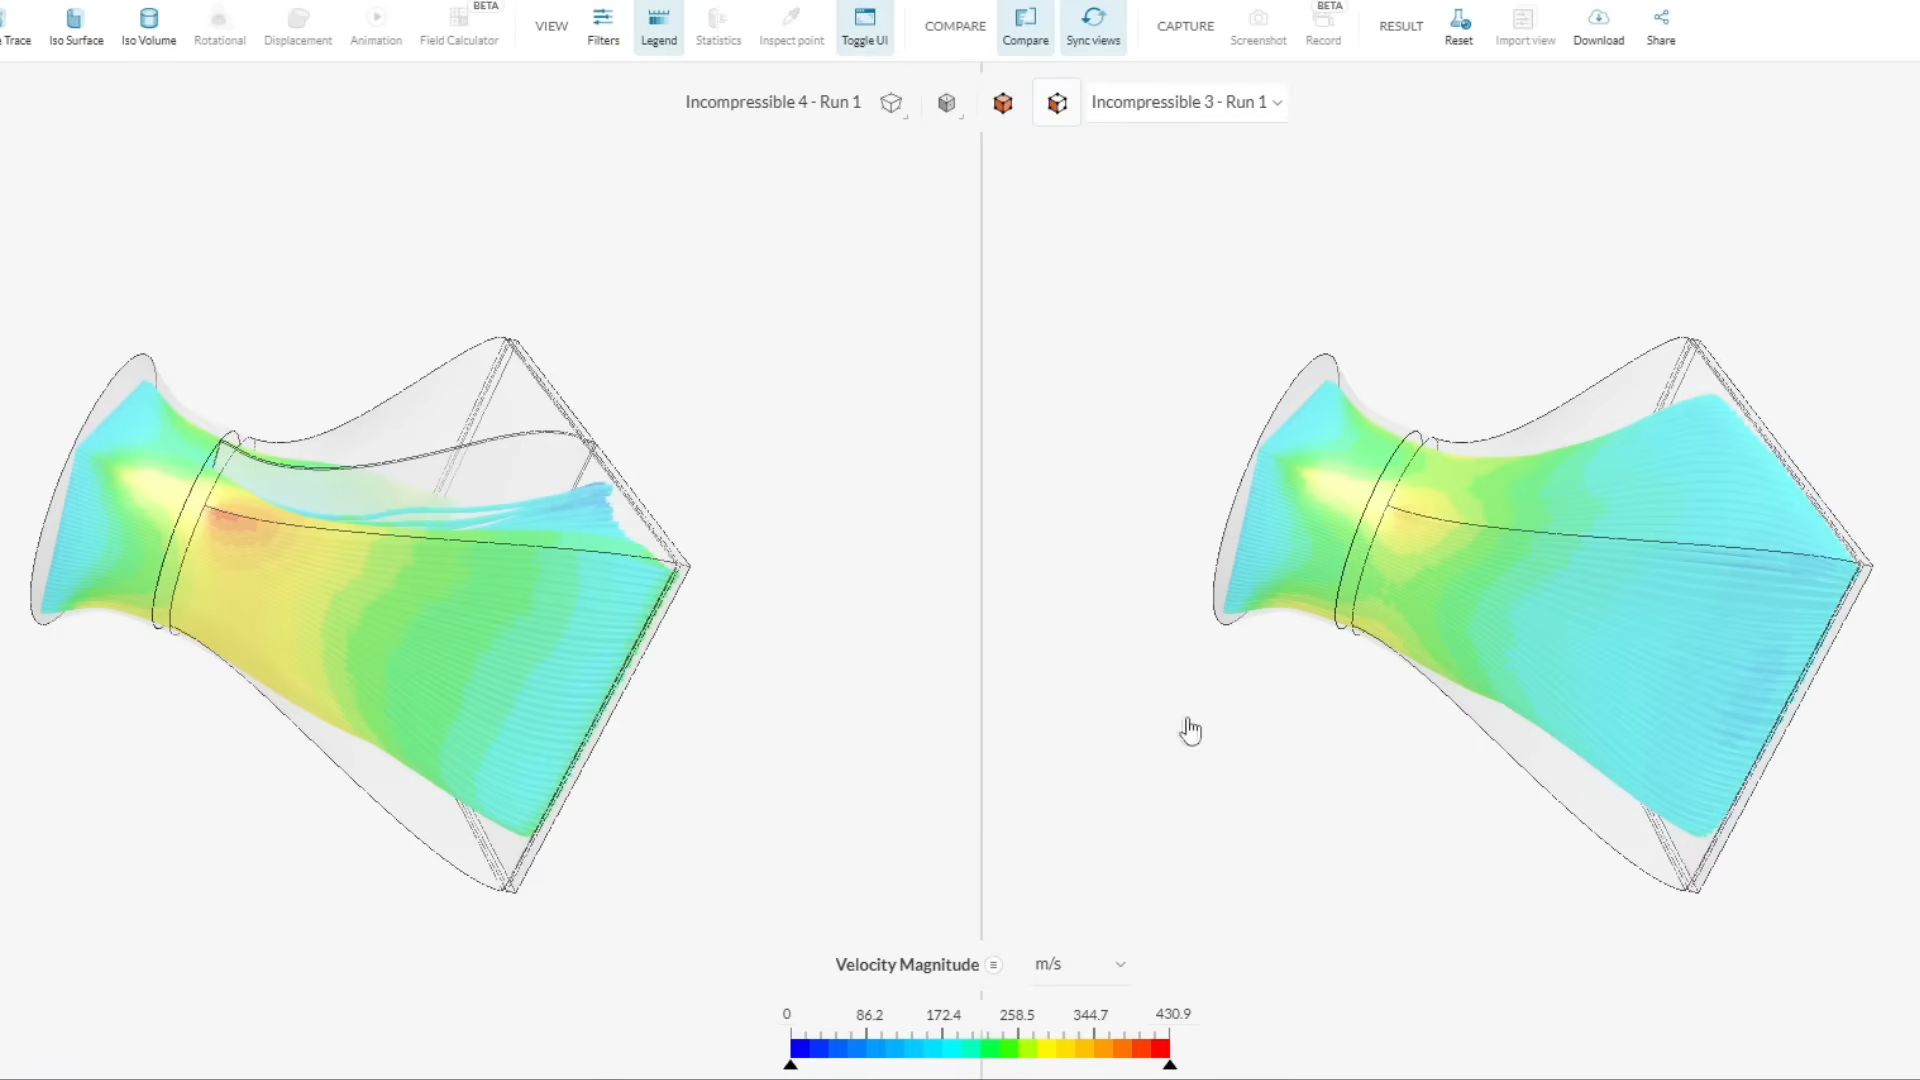 BETA
BETA
Trace
Iso Surface
Iso Volume
Rotational
Displacement
Animation
Field Calculator
VIEW
Filters
Legend
Statistics
Inspect point
Toggle UI
COMPARE
Compare
Sync views
CAPTURE
Screenshot
Record
RESULT
Reset
Import view
Download
Share
Incompressible 4 - Run 1
Incompressible 3 - Run 1
Velocity Magnitude
m/s
0 86.2 172.4 258.5 344.7 430.9